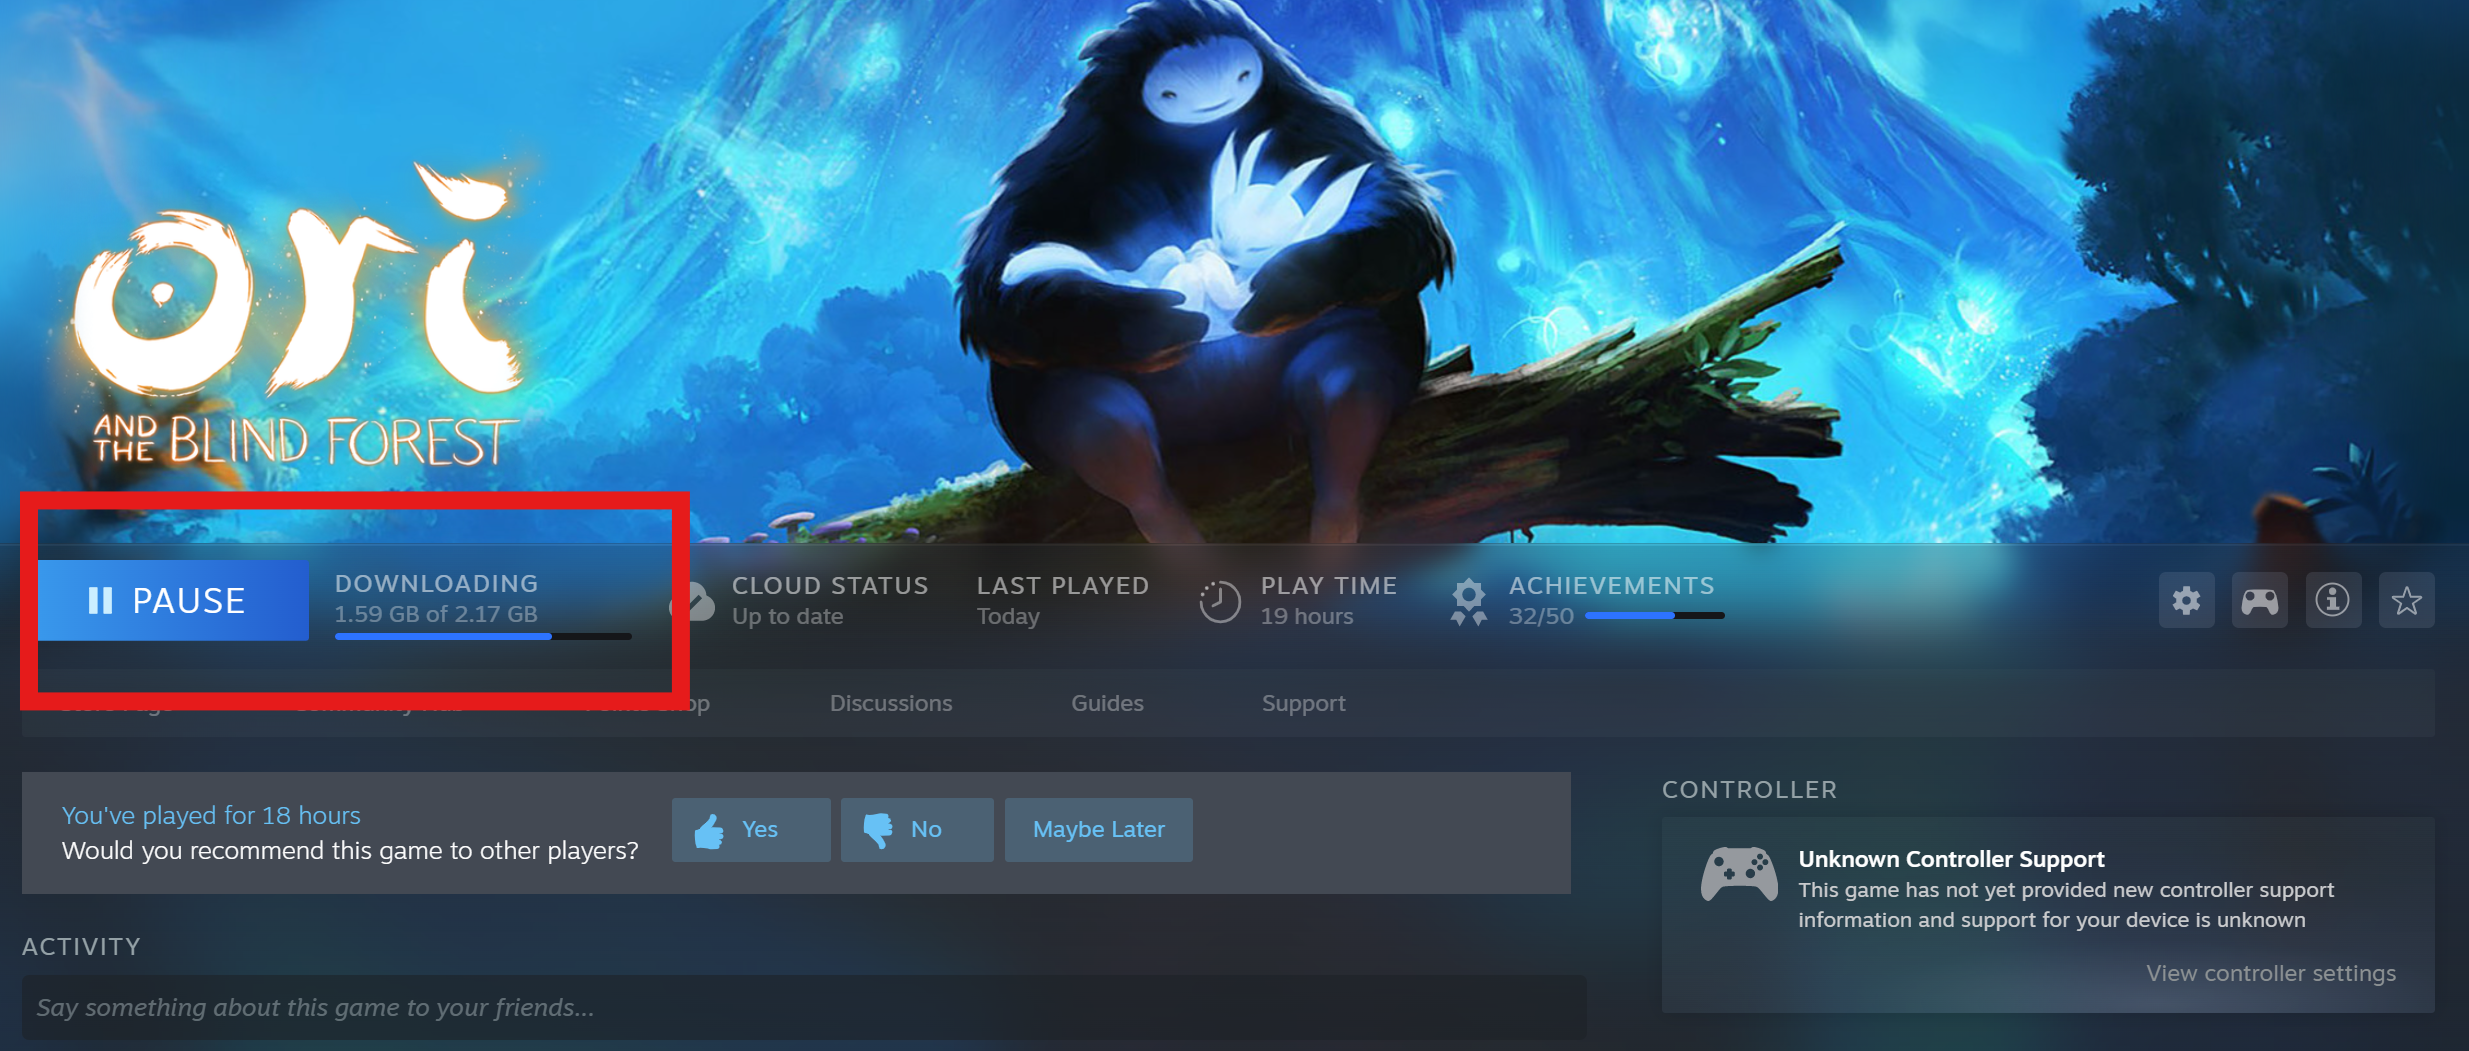 ori
AND THE BLIND FOREST
PAUSE
DOWNLOADING
1.59 GB of 2.17 GB
CLOUD STATUS
Up to date
LAST PLAYED
Today
PLAY TIME
19 hours
ACHIEVEMENTS
32/50
Discussions
Guides
Support
You've played for 18 hours
Would you recommend this game to other players?
Yes
No
Maybe Later
CONTROLLER
Unknown Controller Support
This game has not yet provided new controller support
information and support for your device is unknown
View controller settings
ACTIVITY
Say something about this game to your friends...